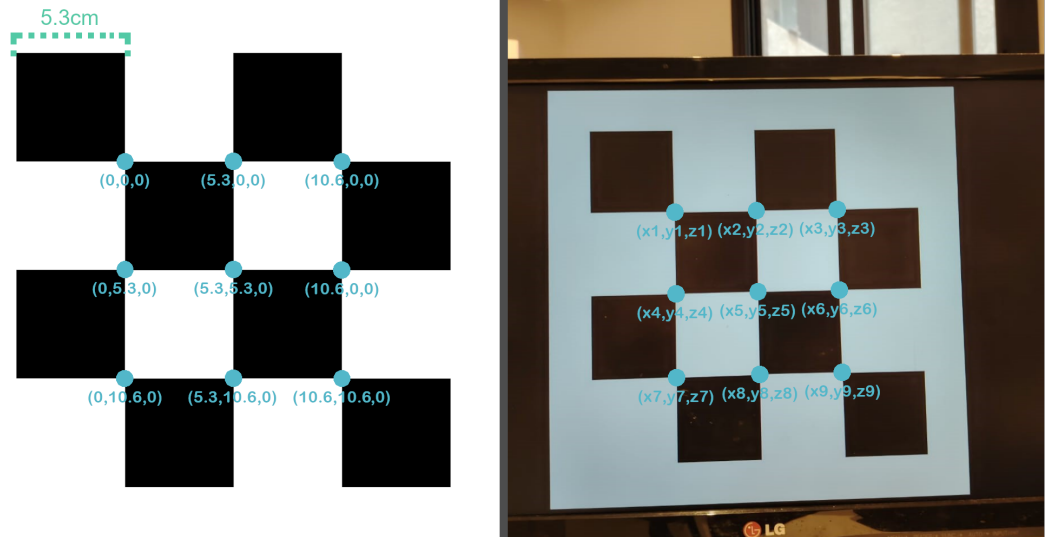 5.3cm
(0,0,0) (5.3,0,0) (10.6,0,0)
(0,5.3,0) (5.3,5.3,0) (10.6,0,0)
(0,10.6,0) (5.3,10.6,0) (10.6,10.6,0)
(x1,y1,z1) (x2,y2,z2) (x3,y3,z3)
(x4,y4,z4) (x5,y5,z5) (x6,y6,z6)
(x7,y7,z7) (x8,y8,z8) (x9,y9,z9)
LG